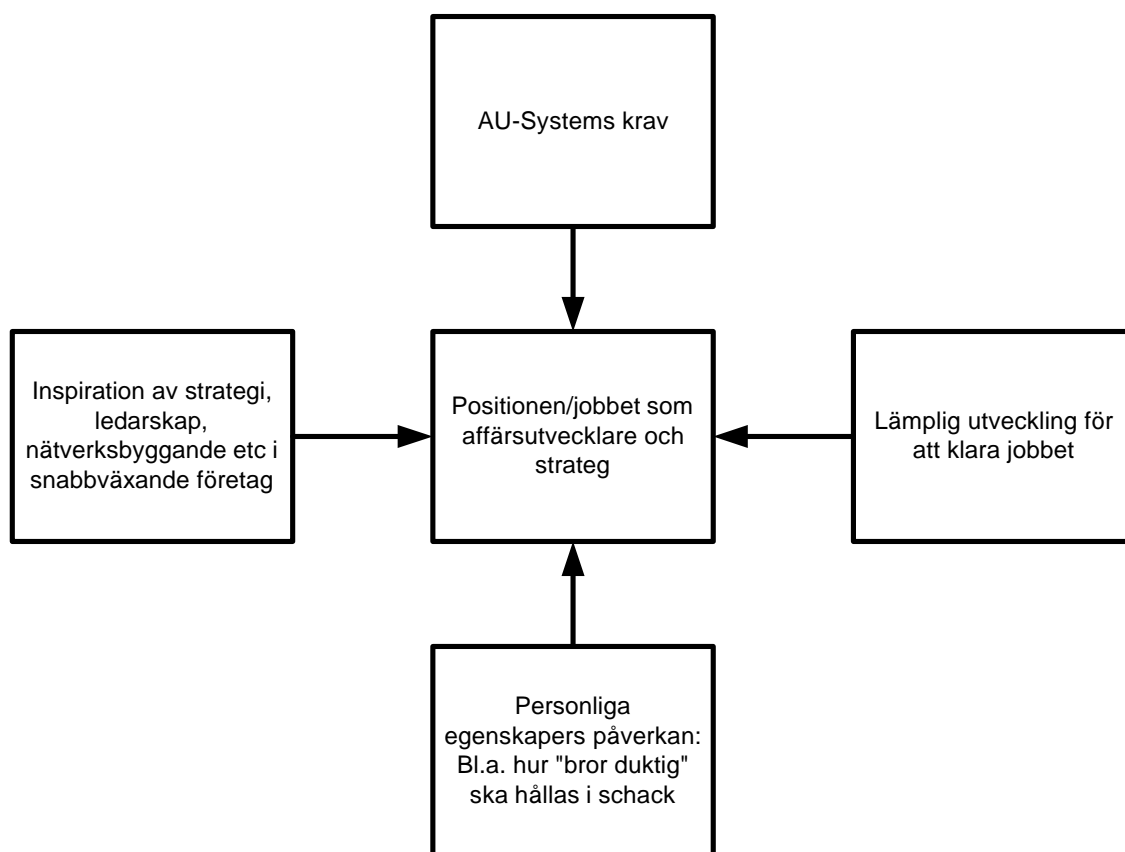 AU-Systems krav
Inspiration av strategi,
ledarskap,
nätverksbyggande etc i
snabbväxande företag
Positionen/jobbet som
affärsutvecklare och
strateg
Lämplig utveckling för
att klara jobbet
Personliga
egenskapers påverkan:
Bl.a. hur "bror duktig"
ska hållas i schack